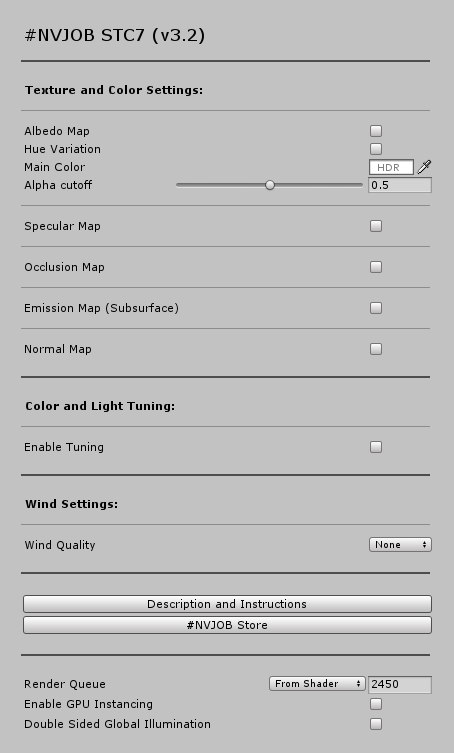 #NVJOB STC7 (v3.2)
Texture and Color Settings:
Albedo Map
Hue Variation
Main Color HDR
Alpha cutoff 0.5
Specular Map
Occlusion Map
Emission Map (Subsurface)
Normal Map
Color and Light Tuning:
Enable Tuning
Wind Settings:
Wind Quality None
Description and Instructions
#NVJOB Store
Render Queue From Shader 2450
Enable GPU Instancing
Double Sided Global Illumination